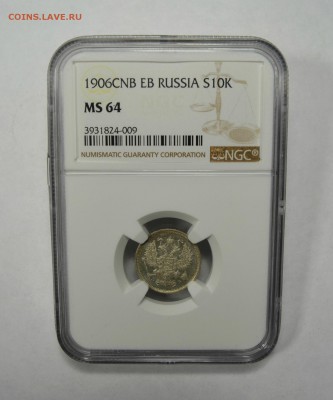 COINS.LAVE.RU
1906CNB EB RUSSIA S10K
MS 64
3931824-009
NUMISMATIC GUARANTY CORPORATION
NGC®